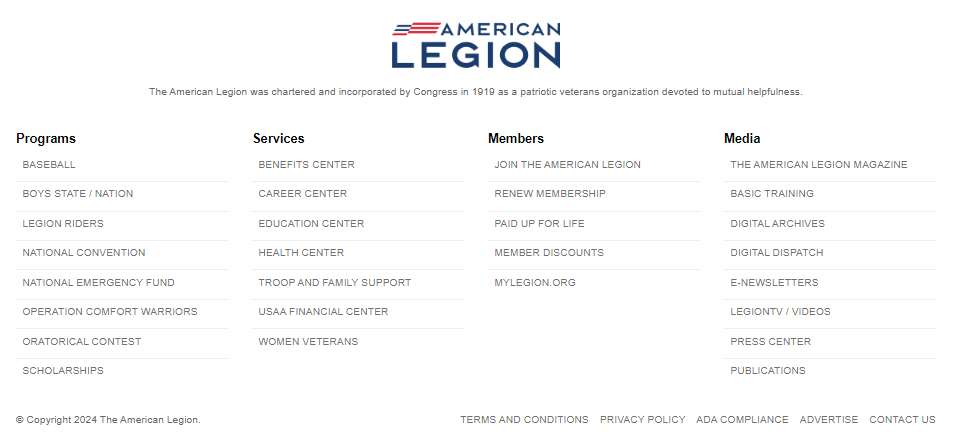 AMERICAN
LEGION
The American Legion was chartered and incorporated by Congress in 1919 as a patriotic veterans organization devoted to mutual helpfulness.
Programs
BASEBALL
BOYS STATE / NATION
LEGION RIDERS
NATIONAL CONVENTION
NATIONAL EMERGENCY FUND
OPERATION COMFORT WARRIORS
ORATORICAL CONTEST
SCHOLARSHIPS
Services
BENEFITS CENTER
CAREER CENTER
EDUCATION CENTER
HEALTH CENTER
TROOP AND FAMILY SUPPORT
USAA FINANCIAL CENTER
WOMEN VETERANS
Members
JOIN THE AMERICAN LEGION
RENEW MEMBERSHIP
PAID UP FOR LIFE
MEMBER DISCOUNTS
MYLEGION.ORG
Media
THE AMERICAN LEGION MAGAZINE
BASIC TRAINING
DIGITAL ARCHIVES
DIGITAL DISPATCH
E-NEWSLETTERS
LEGIONTV / VIDEOS
PRESS CENTER
PUBLICATIONS
© Copyright 2024 The American Legion.
TERMS AND CONDITIONS PRIVACY POLICY ADA COMPLIANCE ADVERTISE CONTACT US